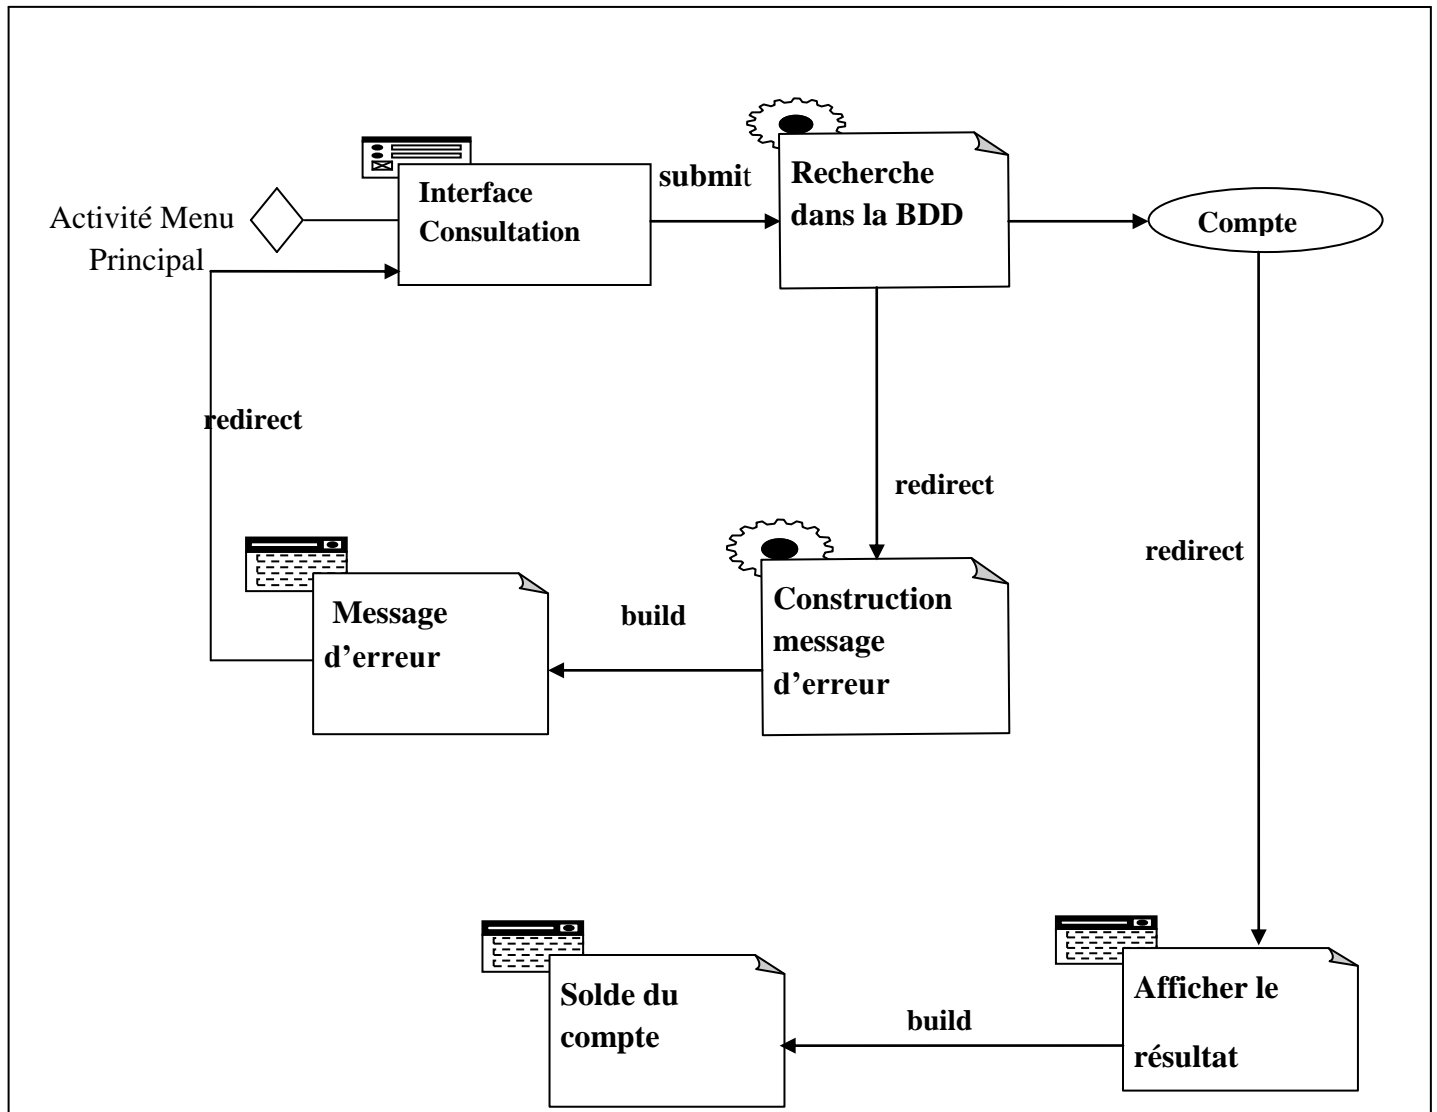 Activité Menu
Principal
Interface
Consultation
submit
Recherche
dans la BDD
Compte
redirect
redirect
redirect
Message
d’erreur
build
Construction
message
d’erreur
Solde du
compte
build
Afficher le
résultat